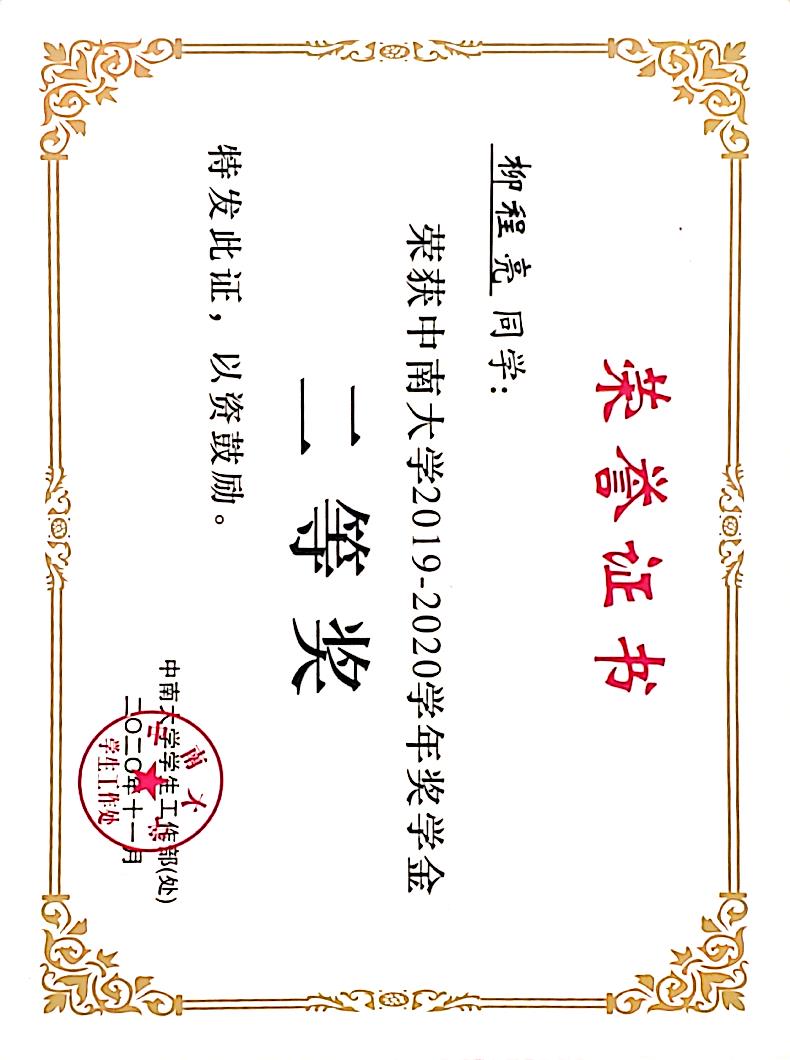 荣誉证书
柳程亮同学:
荣获中南大学2019-2020学年奖学金
二等奖
特发此证，以资鼓励。
中南大学学生工作部(处)
二〇二〇年十一月
中南大学
学生工作处